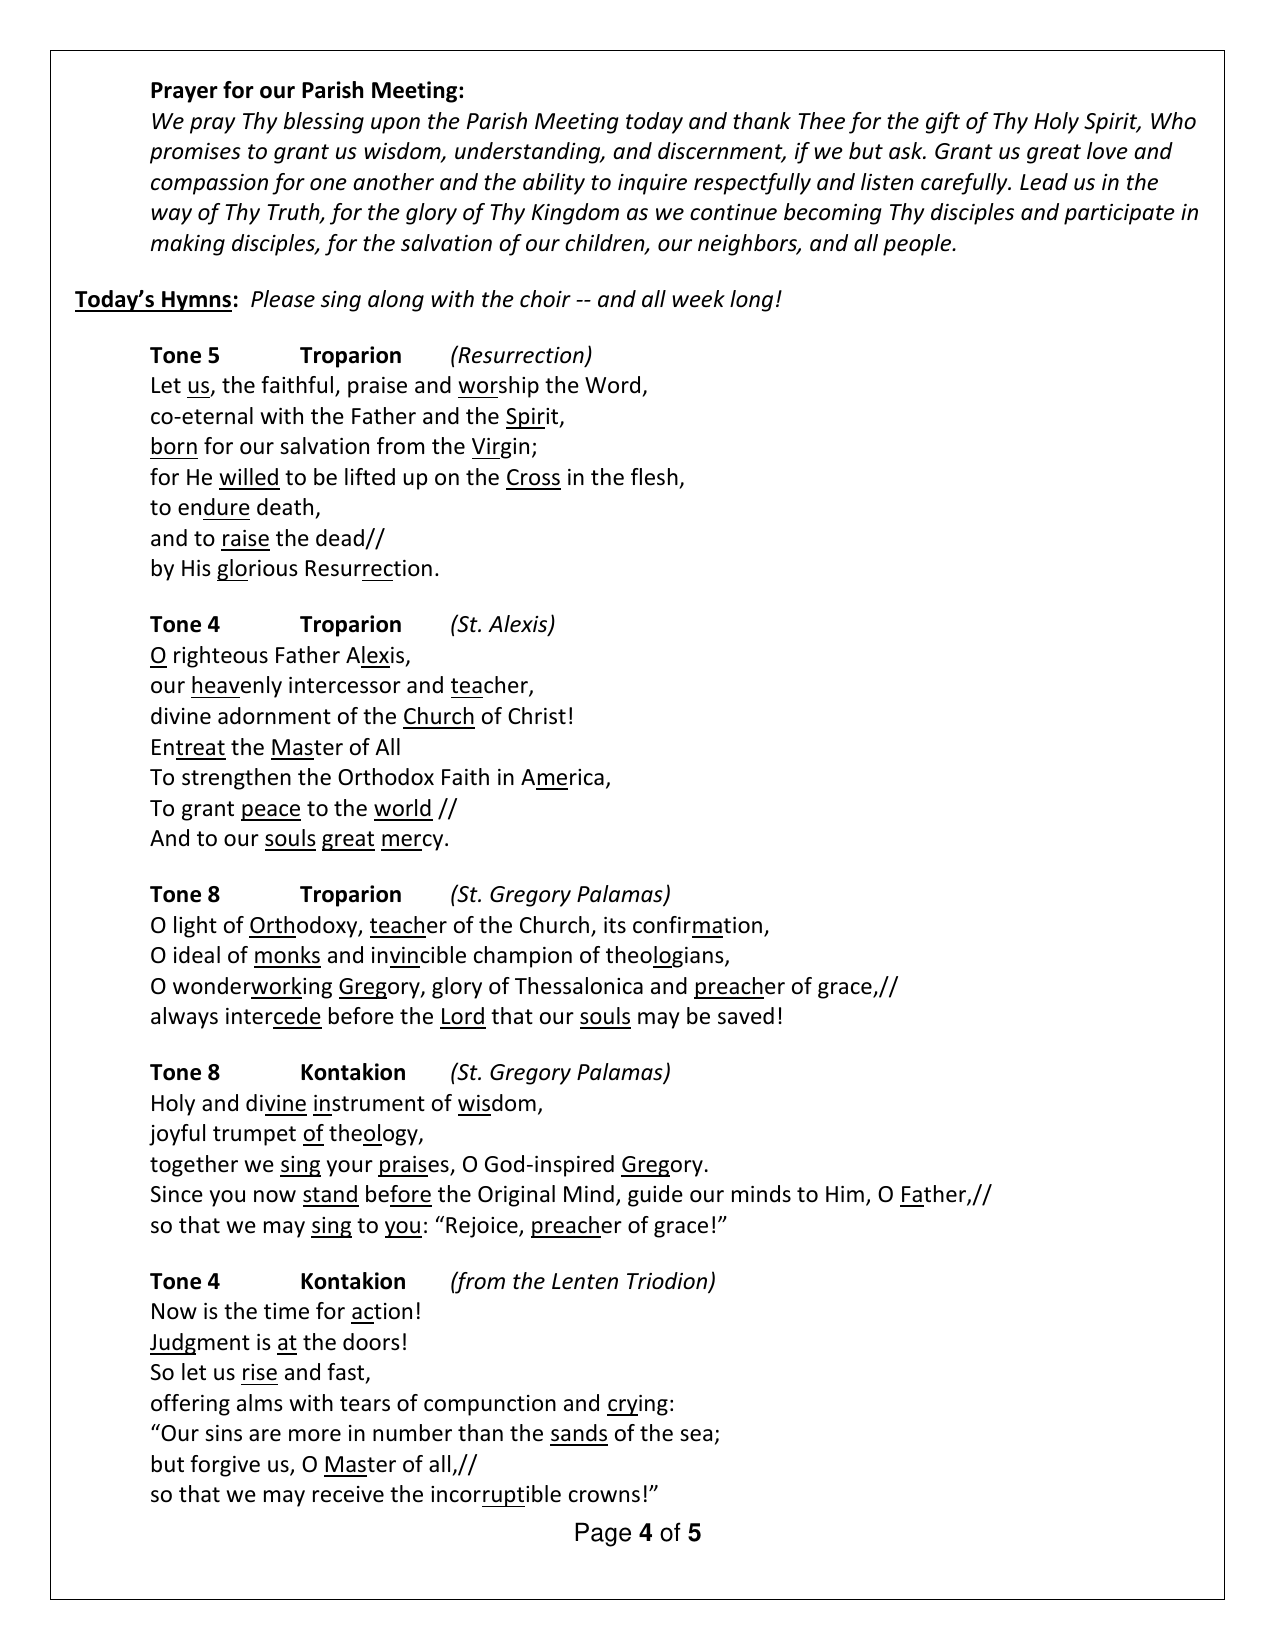 Prayer for our Parish Meeting:
We pray Thy blessing upon the Parish Meeting today and thank Thee for the gift of Thy Holy Spirit, Who
promises to grant us wisdom, understanding, and discernment, if we but ask. Grant us great love and
compassion for one another and the ability to inquire respectfully and listen carefully. Lead us in the
way of Thy Truth, for the glory of Thy Kingdom as we continue becoming Thy disciples and participate in
making disciples, for the salvation of our children, our neighbors, and all people.
Today’s Hymns: Please sing along with the choir -- and all week long!
Tone 5 Troparion (Resurrection)
Let us, the faithful, praise and worship the Word,
co-eternal with the Father and the Spirit,
born for our salvation from the Virgin;
for He willed to be lifted up on the Cross in the flesh,
to endure death,
and to raise the dead//
by His glorious Resurrection.
Tone 4 Troparion (St. Alexis)
O righteous Father Alexis,
our heavenly intercessor and teacher,
divine adornment of the Church of Christ!
Entreat the Master of All
To strengthen the Orthodox Faith in America,
To grant peace to the world //
And to our souls great mercy.
Tone 8 Troparion (St. Gregory Palamas)
O light of Orthodoxy, teacher of the Church, its confirmation,
O ideal of monks and invincible champion of theologians,
O wonderworking Gregory, glory of Thessalonica and preacher of grace,//
always intercede before the Lord that our souls may be saved!
Tone 8 Kontakion (St. Gregory Palamas)
Holy and divine instrument of wisdom,
joyful trumpet of theology,
together we sing your praises, O God-inspired Gregory.
Since you now stand before the Original Mind, guide our minds to Him, O Father,//
so that we may sing to you: “Rejoice, preacher of grace!”
Tone 4 Kontakion (from the Lenten Triodion)
Now is the time for action!
Judgment is at the doors!
So let us rise and fast,
offering alms with tears of compunction and crying:
“Our sins are more in number than the sands of the sea;
but forgive us, O Master of all,//
so that we may receive the incorruptible crowns!”
Page 4 of 5